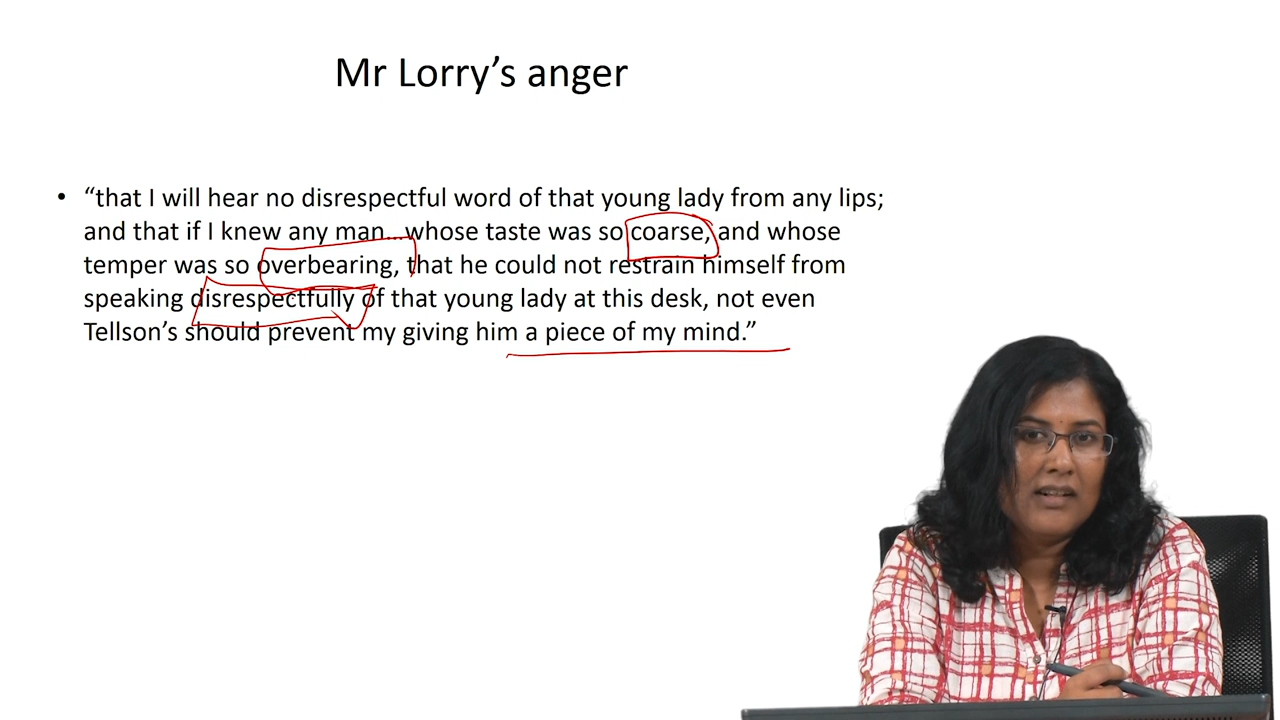 Mr Lorry’s anger
• “that I will hear no disrespectful word of that young lady from any lips;
and that if I knew any man...whose taste was so coarse, and whose
temper was so overbearing, that he could not restrain himself from
speaking disrespectfully of that young lady at this desk, not even
Tellson’s should prevent my giving him a piece of my mind.”